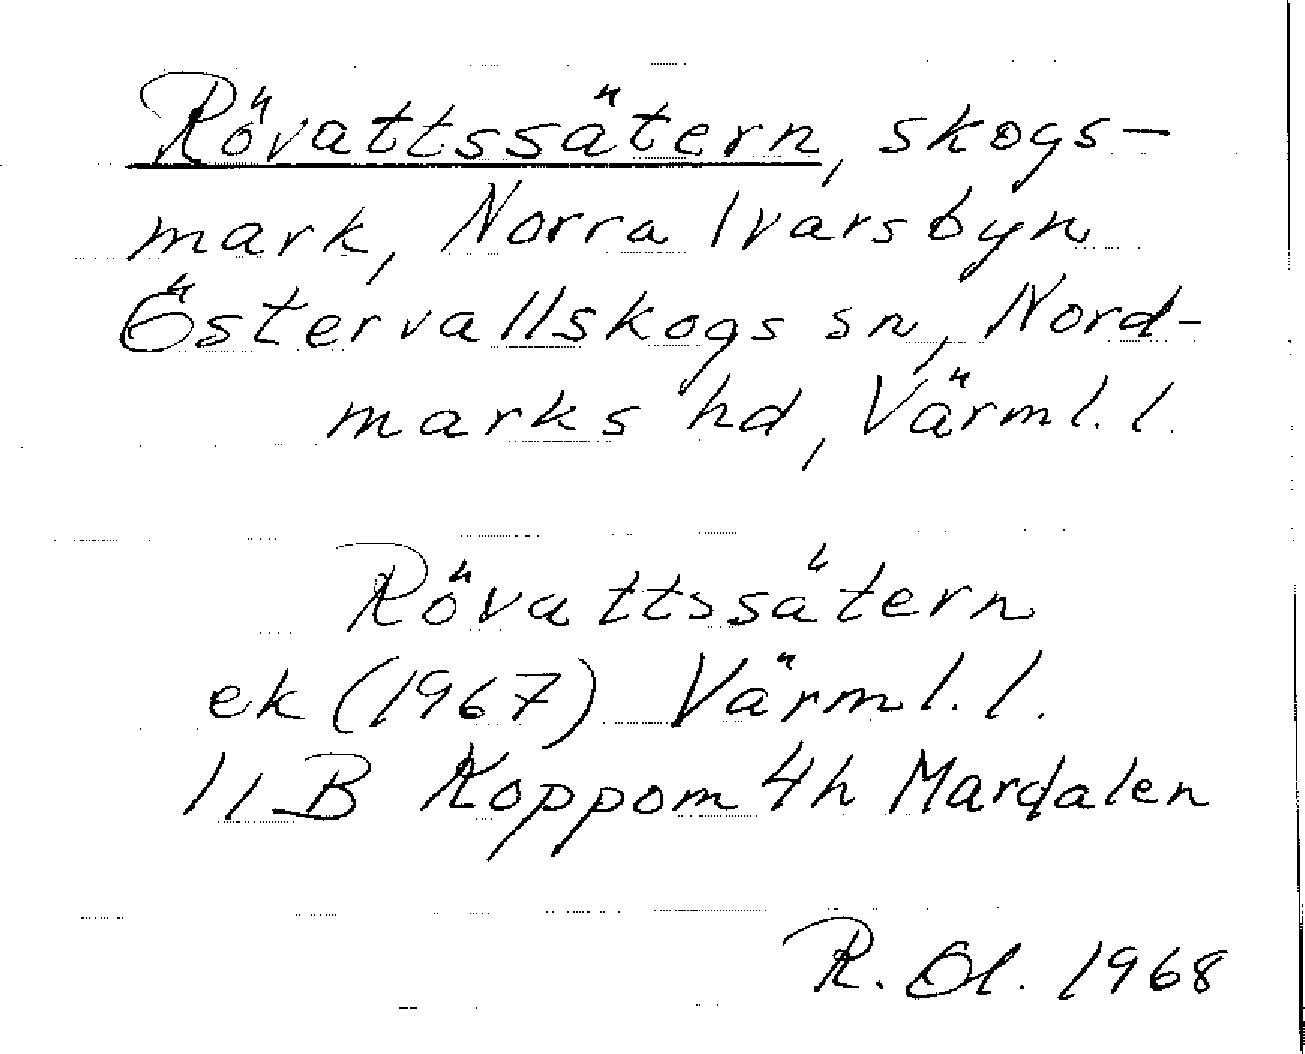 Rövattssätern, skogs-
mark, Norra Ivarsbyn
Östervallskogs sn, Nord-
marks hd, Värml. l.
Rövattssätern
ek (1967) Värml. l.
11 B Koppom 4h Mardalen
R. Öl. 1968